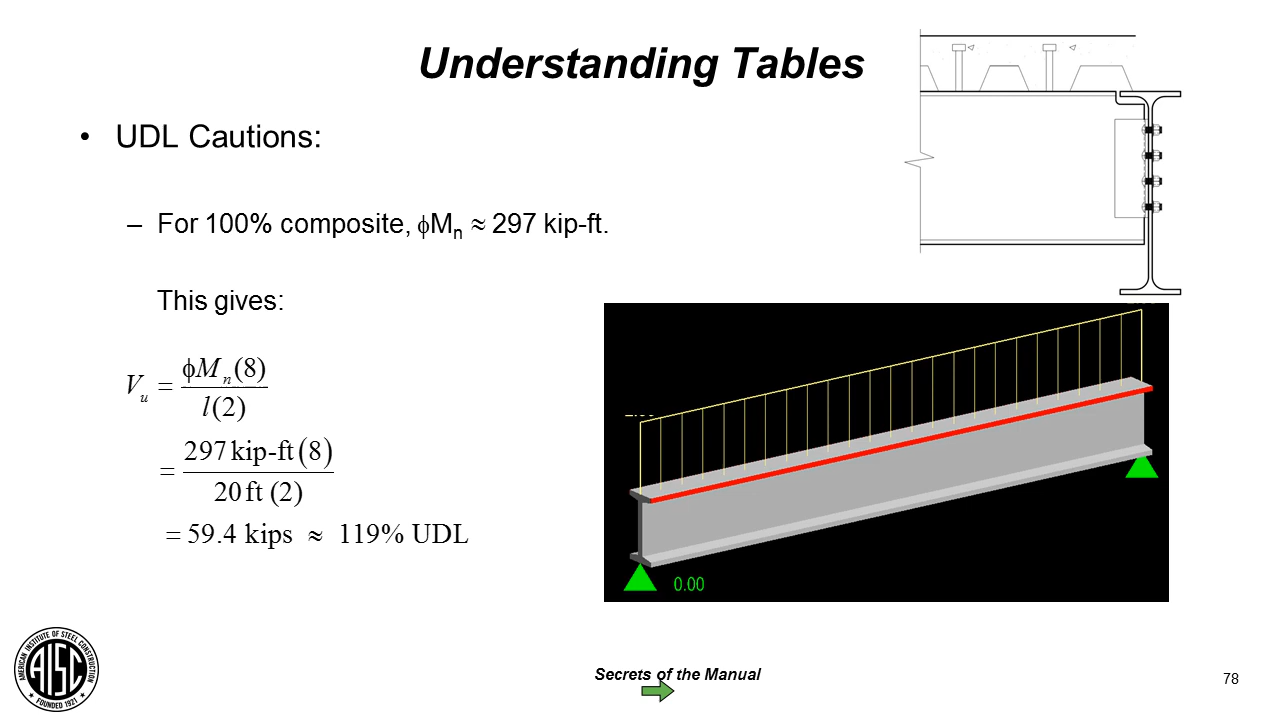 Understanding Tables
• UDL Cautions:
– For 100% composite, ϕMn ≈ 297 kip-ft.
This gives:
Vu = ϕMn(8) / l(2)
= 297 kip-ft (8) / 20 ft (2)
= 59.4 kips ≈ 119% UDL
0.00
AMERICAN INSTITUTE OF STEEL CONSTRUCTION
AISC
FOUNDED 1921
Secrets of the Manual
78